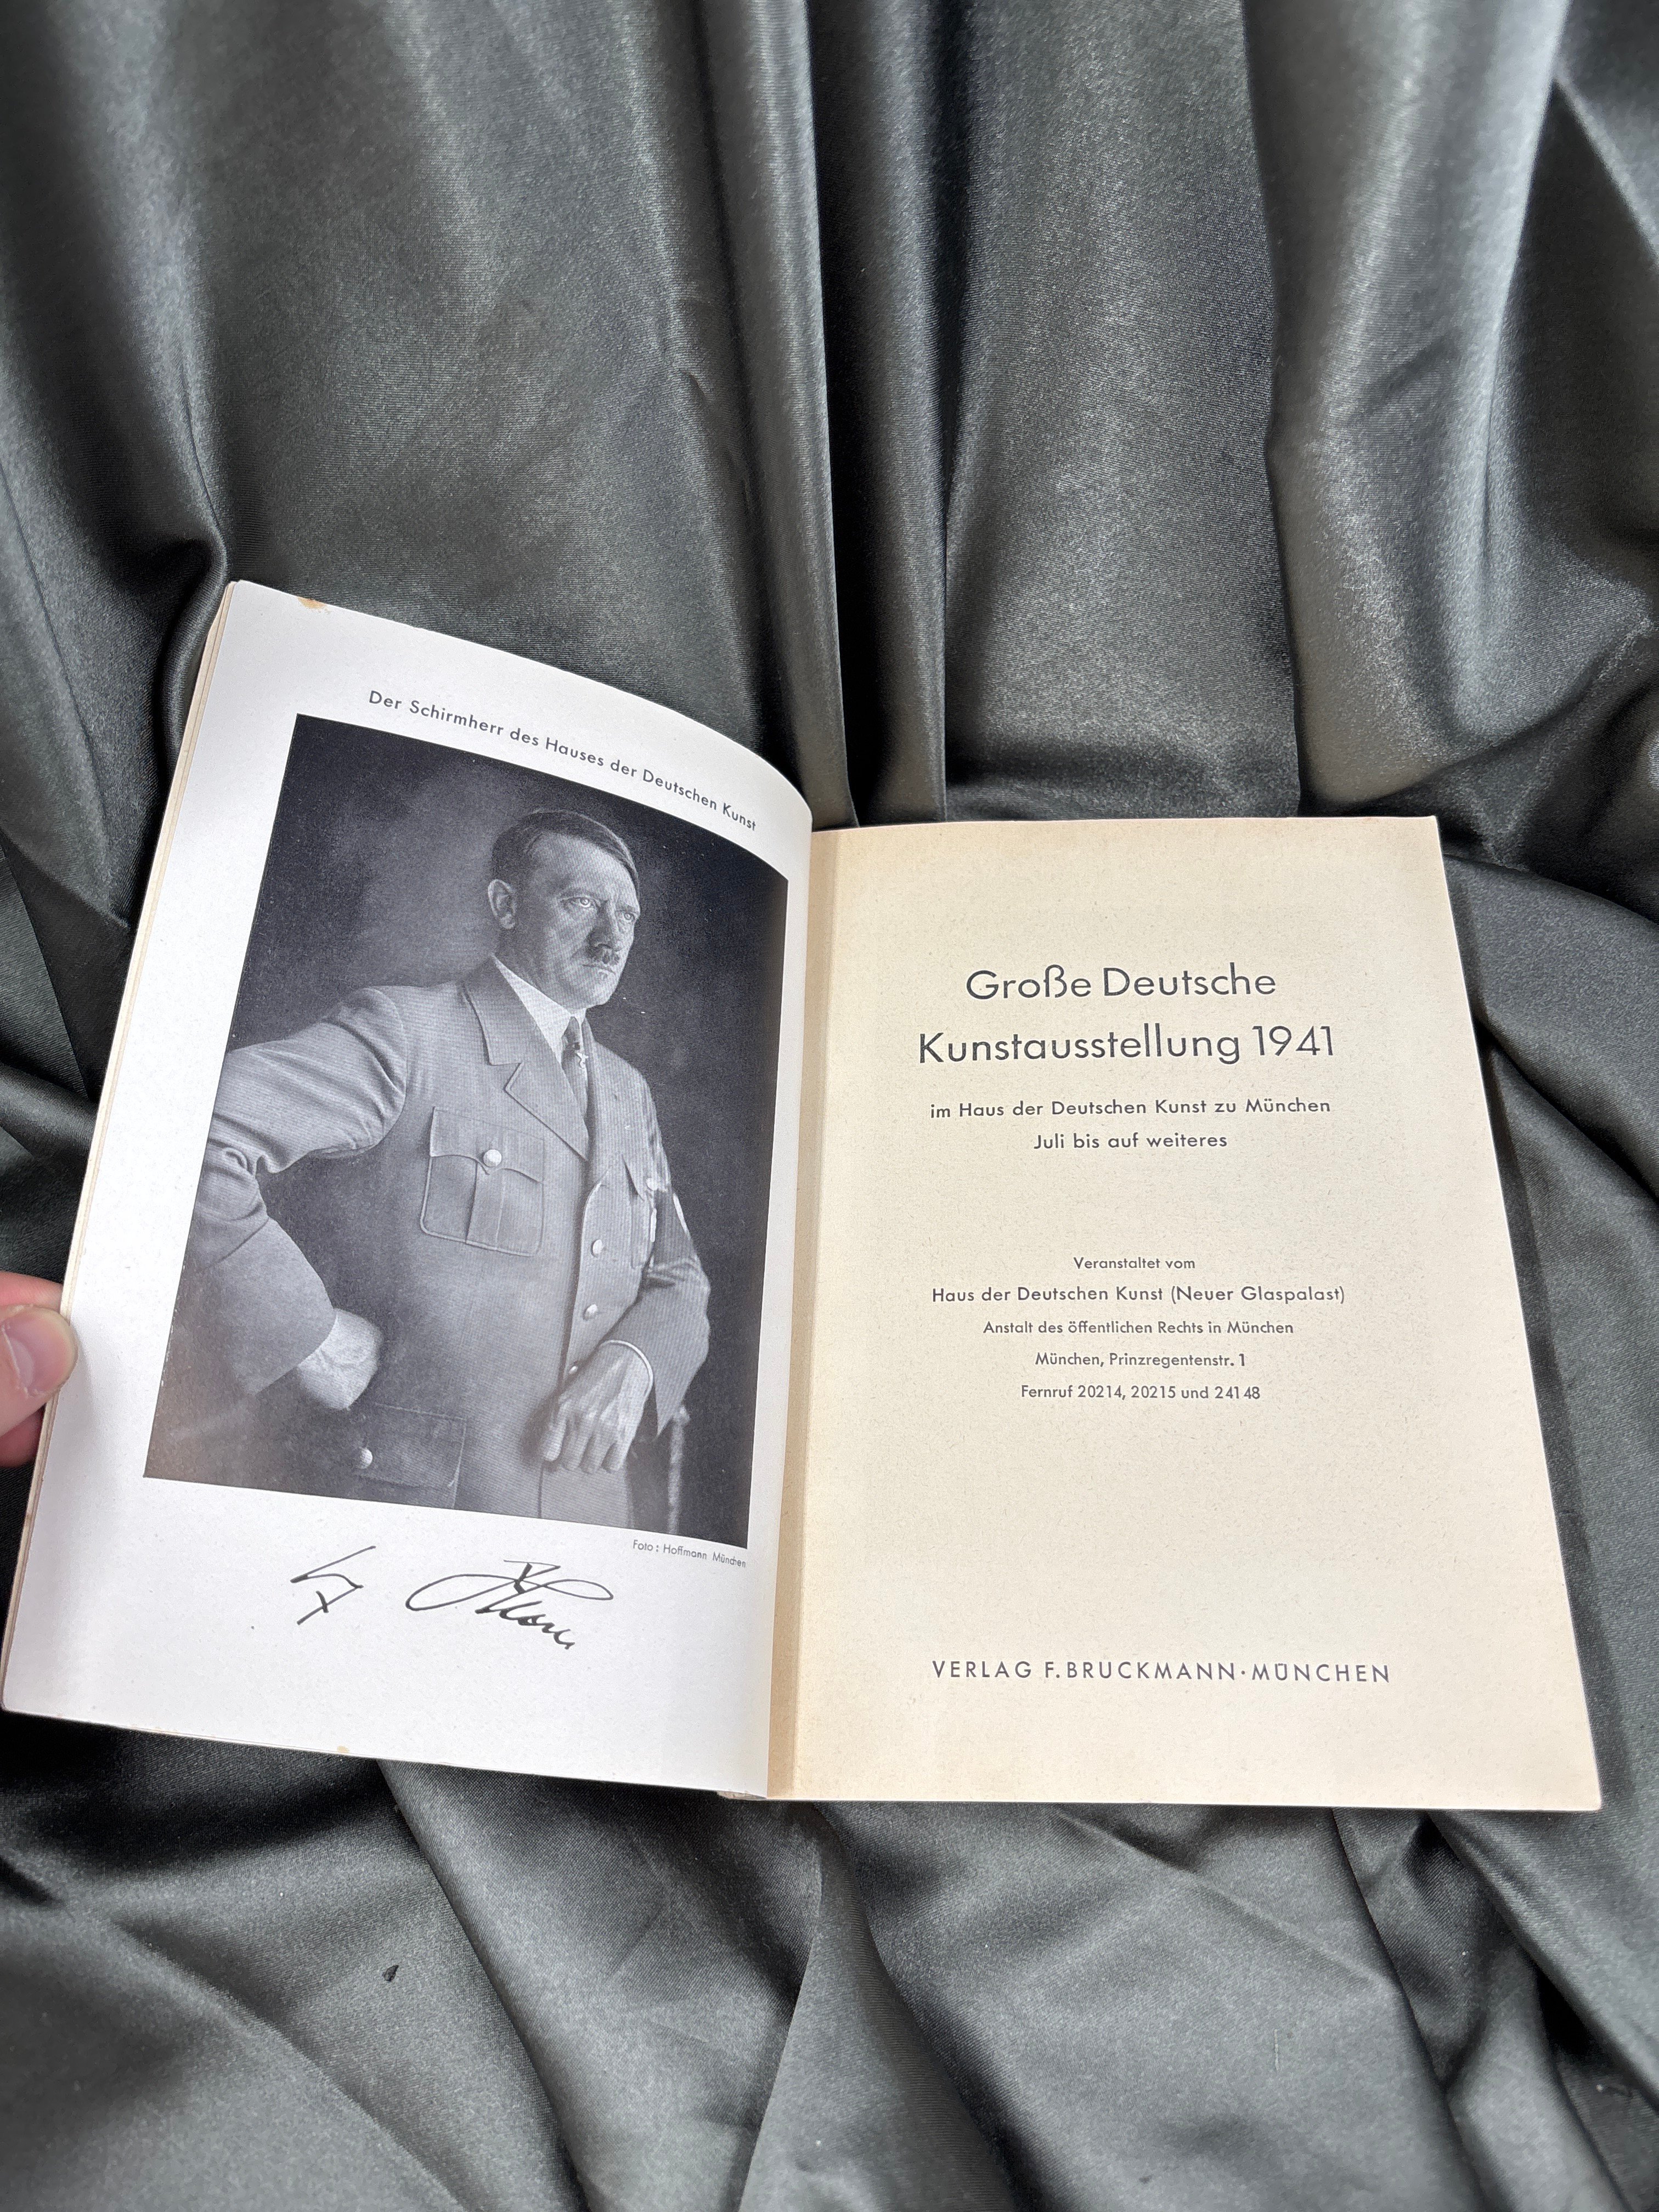 Der Schirmherr des Hauses der Deutschen Kunst
Foto: Hoffmann München
Große Deutsche
Kunstausstellung 1941
im Haus der Deutschen Kunst zu München
Juli bis auf weiteres
Veranstaltet vom
Haus der Deutschen Kunst (Neuer Glaspalast)
Anstalt des öffentlichen Rechts in München
München, Prinzregentenstr. 1
Fernruf 20214, 20215 und 24148
VERLAG F. BRUCKMANN · MÜNCHEN